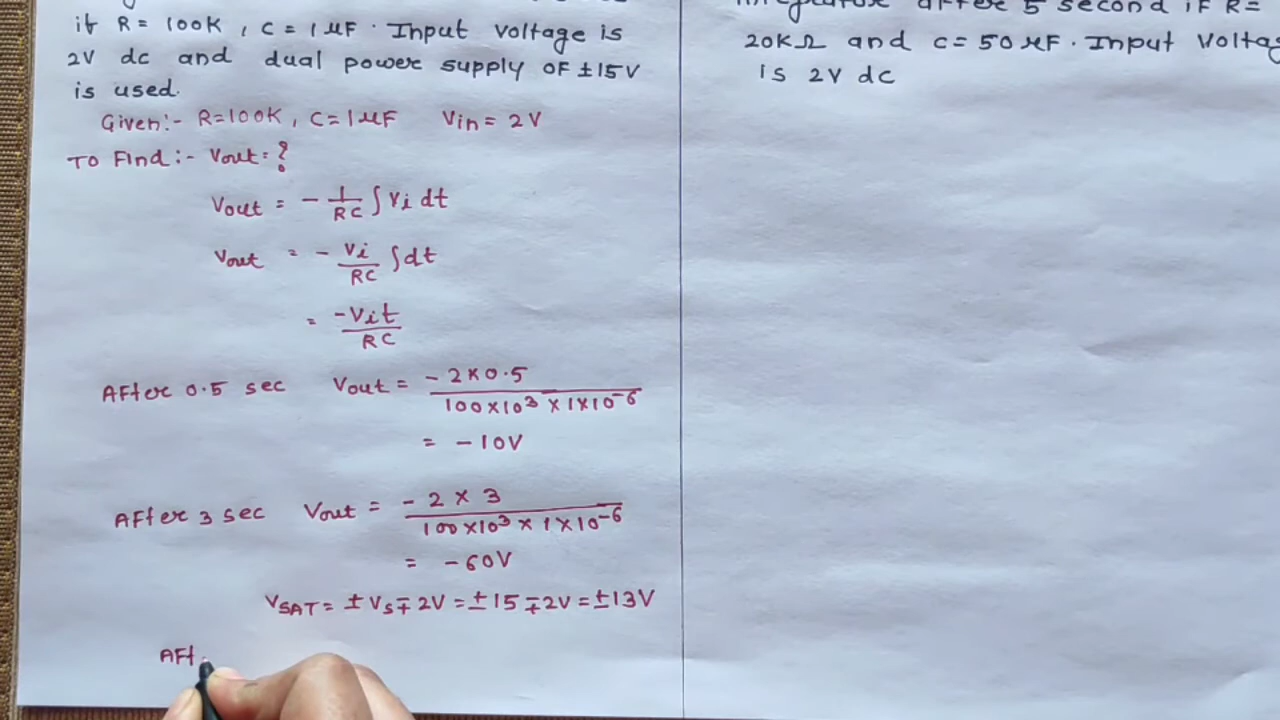 if R = 100K, C = 1μF. Input voltage is
2V dc and dual power supply OF ±15V
is used.
Given:- R=100K, C=1μF Vin = 2V
TO Find:- Vout = ?
Vout = - 1/RC ∫ Vi dt
Vout = - Vi/RC ∫dt
= -Vit/RC
AFter 0.5 sec Vout = - 2×0.5 / 100×10³ × 1×10⁻⁶
= -10V
AFter 3 sec Vout = - 2 × 3 / 100×10³ × 1×10⁻⁶
= -60V
VSAT = ±Vs∓2V = ±15∓2V = ±13V
AFt
integrator after 5 second if R=
20KΩ and c= 50μF. Input Volta
is 2V dc